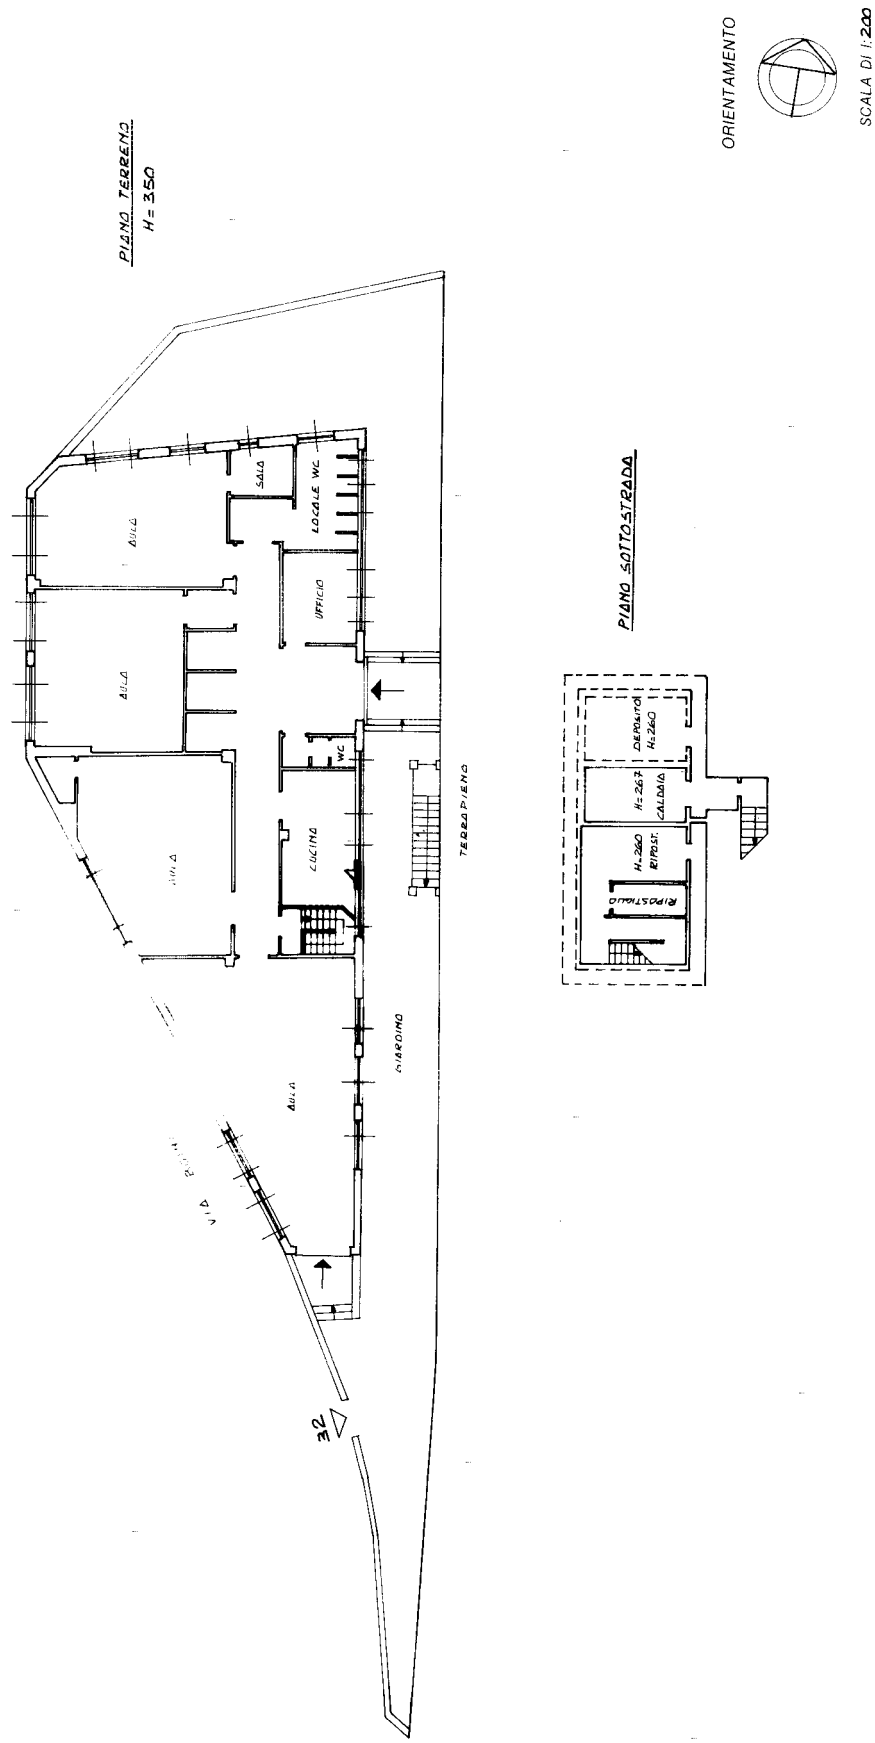 ORIENTAMENTO
SCALA DI 1:200
PIANO TERRENO
H = 350
AULA
SALA
LOCALE WC
AULA
UFFICIO
WC
AULA
CUCINA
TERRAPIENO
GIARDINO
AULA
VIA
32
PIANO SOTTOSTRADA
DEPOSITO
H=260
H=267
CALDAIA
H=260
RIPOST.
RIPOSTIGLIO